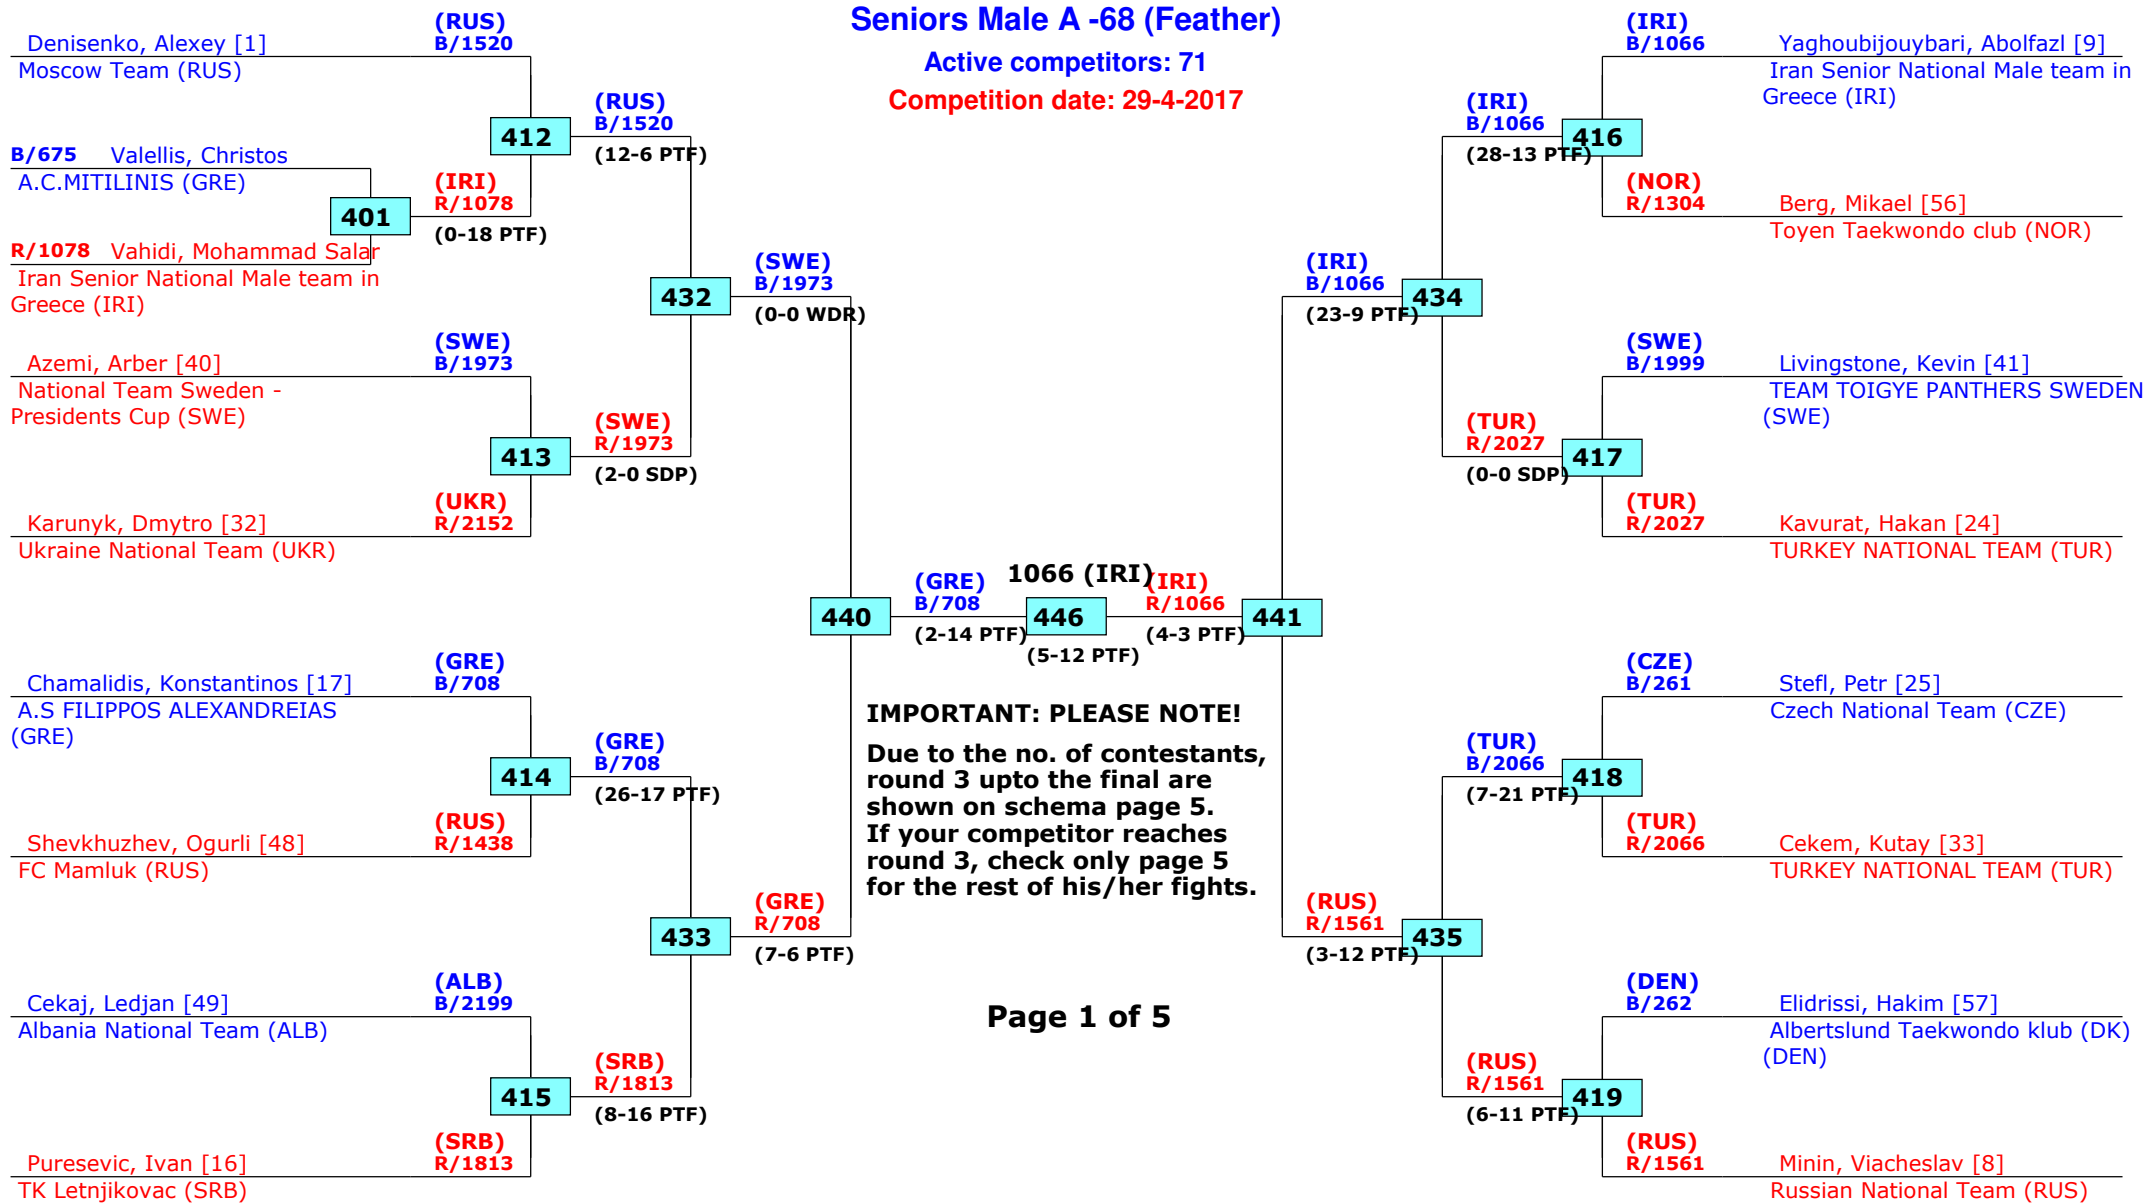 Seniors Male A -68 (Feather)
Active competitors: 71
Competition date: 29-4-2017
(RUS)
Denisenko, Alexey [1] B/1520
Moscow Team (RUS)
(RUS)
B/1520
412
(12-6 PTF)
B/675 Valellis, Christos
A.C.MITILINIS (GRE)
(IRI)
R/1078
401
(0-18 PTF)
R/1078 Vahidi, Mohammad Salar
Iran Senior National Male team in
Greece (IRI)
(SWE)
B/1973
432
(0-0 WDR)
(SWE)
Azemi, Arber [40] B/1973
National Team Sweden -
Presidents Cup (SWE)
(SWE)
R/1973
413
(2-0 SDP)
(UKR)
Karunyk, Dmytro [32] R/2152
Ukraine National Team (UKR)
440
(GRE)
B/708
(2-14 PTF)
1066 (IRI)
446
(5-12 PTF)
(IRI)
R/1066
441
(4-3 PTF)
(GRE)
Chamalidis, Konstantinos [17] B/708
A.S FILIPPOS ALEXANDREIAS
(GRE)
(GRE)
B/708
414
(26-17 PTF)
(RUS)
Shevkhuzhev, Ogurli [48] R/1438
FC Mamluk (RUS)
(GRE)
R/708
433
(7-6 PTF)
(ALB)
Cekaj, Ledjan [49] B/2199
Albania National Team (ALB)
(SRB)
R/1813
415
(8-16 PTF)
(SRB)
Puresevic, Ivan [16] R/1813
TK Letnjikovac (SRB)
IMPORTANT: PLEASE NOTE!
Due to the no. of contestants,
round 3 upto the final are
shown on schema page 5.
If your competitor reaches
round 3, check only page 5
for the rest of his/her fights.
Page 1 of 5
(IRI)
B/1066 Yaghoubijouybari, Abolfazl [9]
Iran Senior National Male team in
Greece (IRI)
(IRI)
B/1066
416
(28-13 PTF)
(NOR)
R/1304 Berg, Mikael [56]
Toyen Taekwondo club (NOR)
(IRI)
B/1066
434
(23-9 PTF)
(SWE)
B/1999 Livingstone, Kevin [41]
TEAM TOIGYE PANTHERS SWEDEN
(SWE)
(TUR)
R/2027
417
(0-0 SDP)
(TUR)
R/2027 Kavurat, Hakan [24]
TURKEY NATIONAL TEAM (TUR)
(CZE)
B/261 Stefl, Petr [25]
Czech National Team (CZE)
(TUR)
B/2066
418
(7-21 PTF)
(TUR)
R/2066 Cekem, Kutay [33]
TURKEY NATIONAL TEAM (TUR)
(RUS)
R/1561
435
(3-12 PTF)
(DEN)
B/262 Elidrissi, Hakim [57]
Albertslund Taekwondo klub (DK)
(DEN)
(RUS)
R/1561
419
(6-11 PTF)
(RUS)
R/1561 Minin, Viacheslav [8]
Russian National Team (RUS)